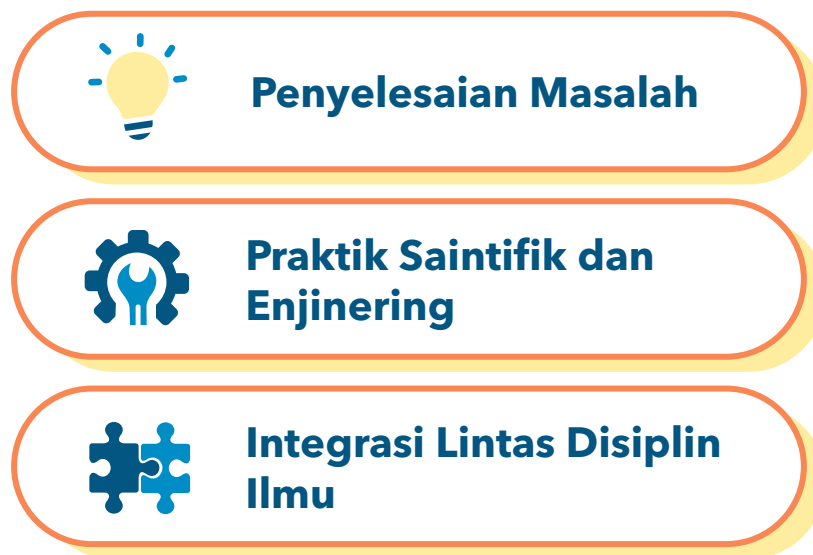 Penyelesaian Masalah
Praktik Saintifik dan
Enjinering
Integrasi Lintas Disiplin
Ilmu